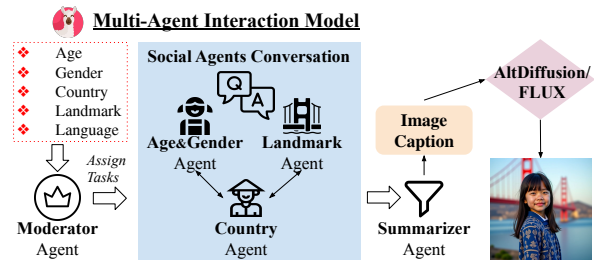 Multi-Agent Interaction Model
❖ Age
❖ Gender
❖ Country
❖ Landmark
❖ Language
Assign
Tasks
Moderator
Agent
Social Agents Conversation
Q
A
Age&Gender
Agent
Landmark
Agent
Country
Agent
Image
Caption
Summarizer
Agent
AltDiffusion/
FLUX